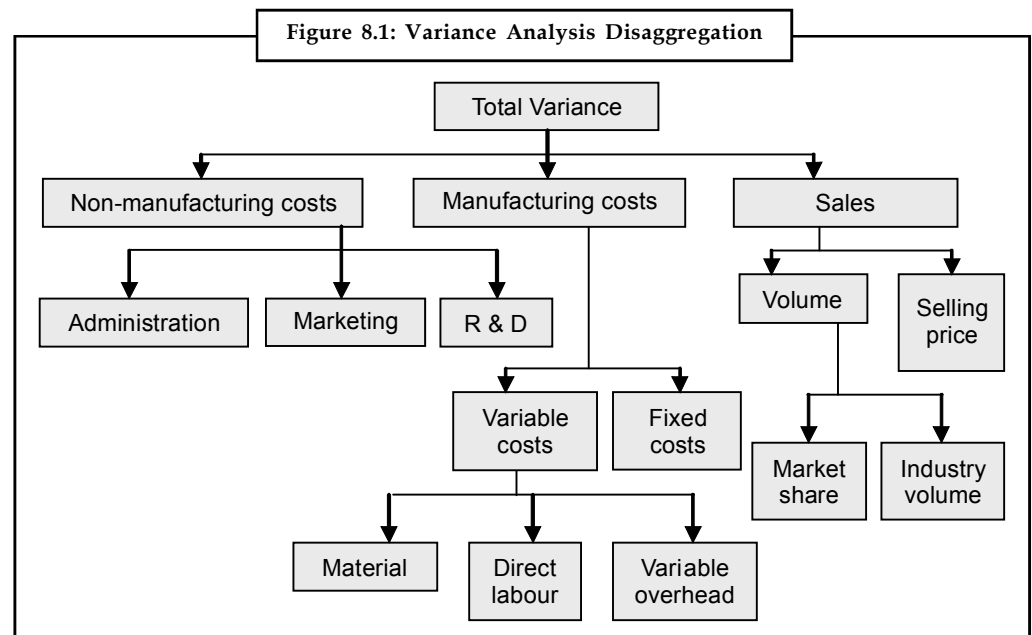 Figure 8.1: Variance Analysis Disaggregation
Total Variance
Non-manufacturing costs
Manufacturing costs
Sales
Administration
Marketing
R & D
Volume
Selling
price
Variable
costs
Fixed
costs
Market
share
Industry
volume
Material
Direct
labour
Variable
overhead